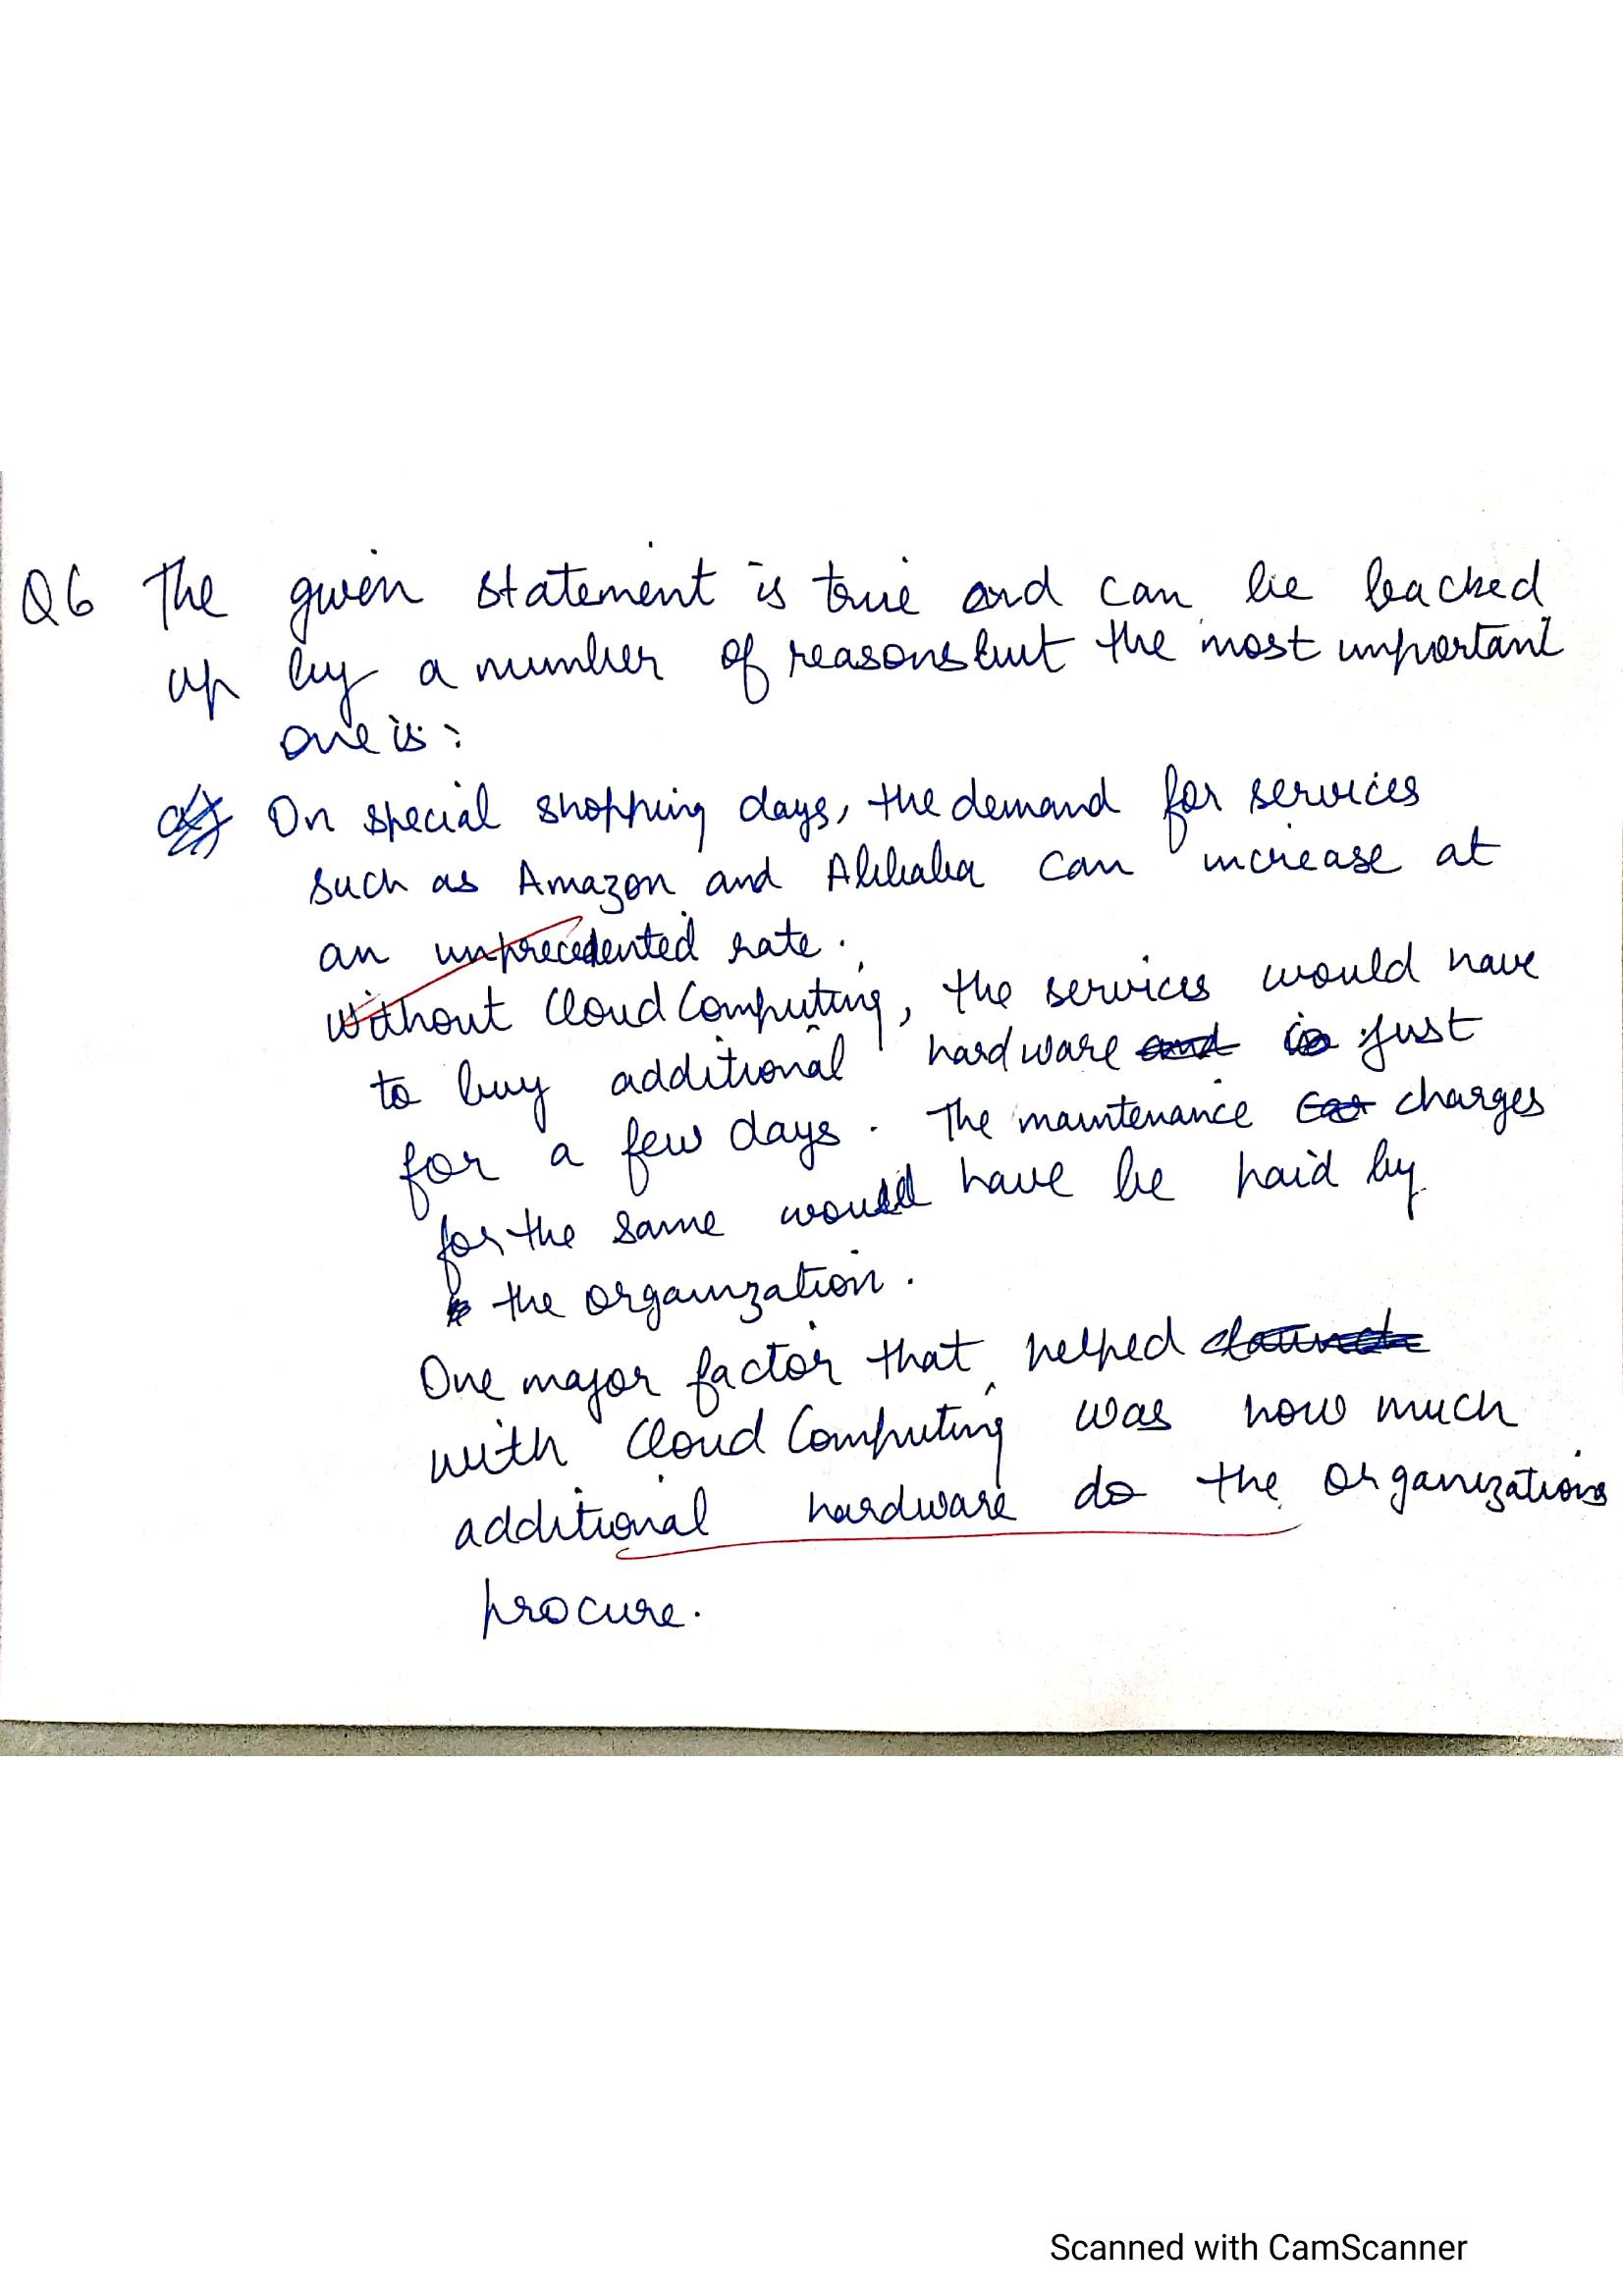 Q6 The given statement is true and can be backed
up by a number of reasons but the most important
one is:
On special shopping days, the demand for services
such as Amazon and Alibaba can increase at
an unprecedented rate.
without Cloud Computing, the services would have
to buy additional hardware just
for a few days. The maintenance charges
for the same would have be paid by
the organization.
One major factor that helped
with Cloud Computing was how much
additional hardware do the organizations
procure.
Scanned with CamScanner